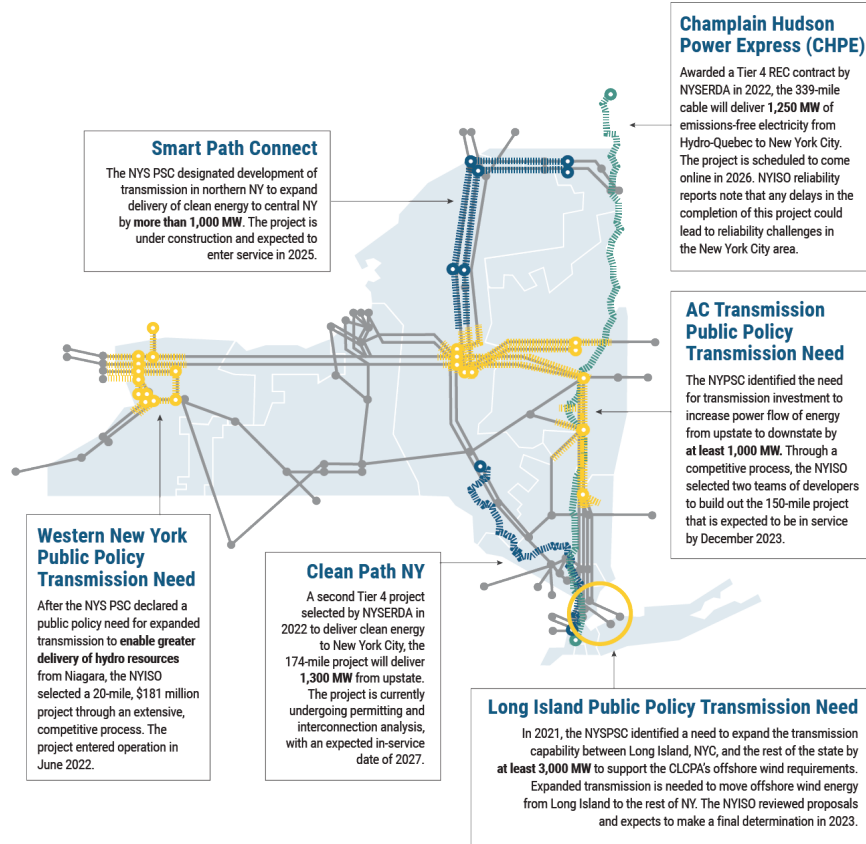 Champlain Hudson
Power Express (CHPE)
Awarded a Tier 4 REC contract by
NYSERDA in 2022, the 339-mile
cable will deliver 1,250 MW of
emissions-free electricity from
Hydro-Quebec to New York City.
The project is scheduled to come
online in 2026. NYISO reliability
reports note that any delays in the
completion of this project could
lead to reliability challenges in
the New York City area.
Smart Path Connect
The NYS PSC designated development of
transmission in northern NY to expand
delivery of clean energy to central NY
by more than 1,000 MW. The project is
under construction and expected to
enter service in 2025.
AC Transmission
Public Policy
Transmission Need
The NYPSC identified the need
for transmission investment to
increase power flow of energy
from upstate to downstate by
at least 1,000 MW. Through a
competitive process, the NYISO
selected two teams of developers
to build out the 150-mile project
that is expected to be in service
by December 2023.
Western New York
Public Policy
Transmission Need
After the NYS PSC declared a
public policy need for expanded
transmission to enable greater
delivery of hydro resources
from Niagara, the NYISO
selected a 20-mile, $181 million
project through an extensive,
competitive process. The
project entered operation in
June 2022.
Clean Path NY
A second Tier 4 project
selected by NYSERDA in
2022 to deliver clean energy
to New York City, the
174-mile project will deliver
1,300 MW from upstate.
The project is currently
undergoing permitting and
interconnection analysis,
with an expected in-service
date of 2027.
Long Island Public Policy Transmission Need
In 2021, the NYSPSC identified a need to expand the transmission
capability between Long Island, NYC, and the rest of the state by
at least 3,000 MW to support the CLCPA's offshore wind requirements.
Expanded transmission is needed to move offshore wind energy
from Long Island to the rest of NY. The NYISO reviewed proposals
and expects to make a final determination in 2023.